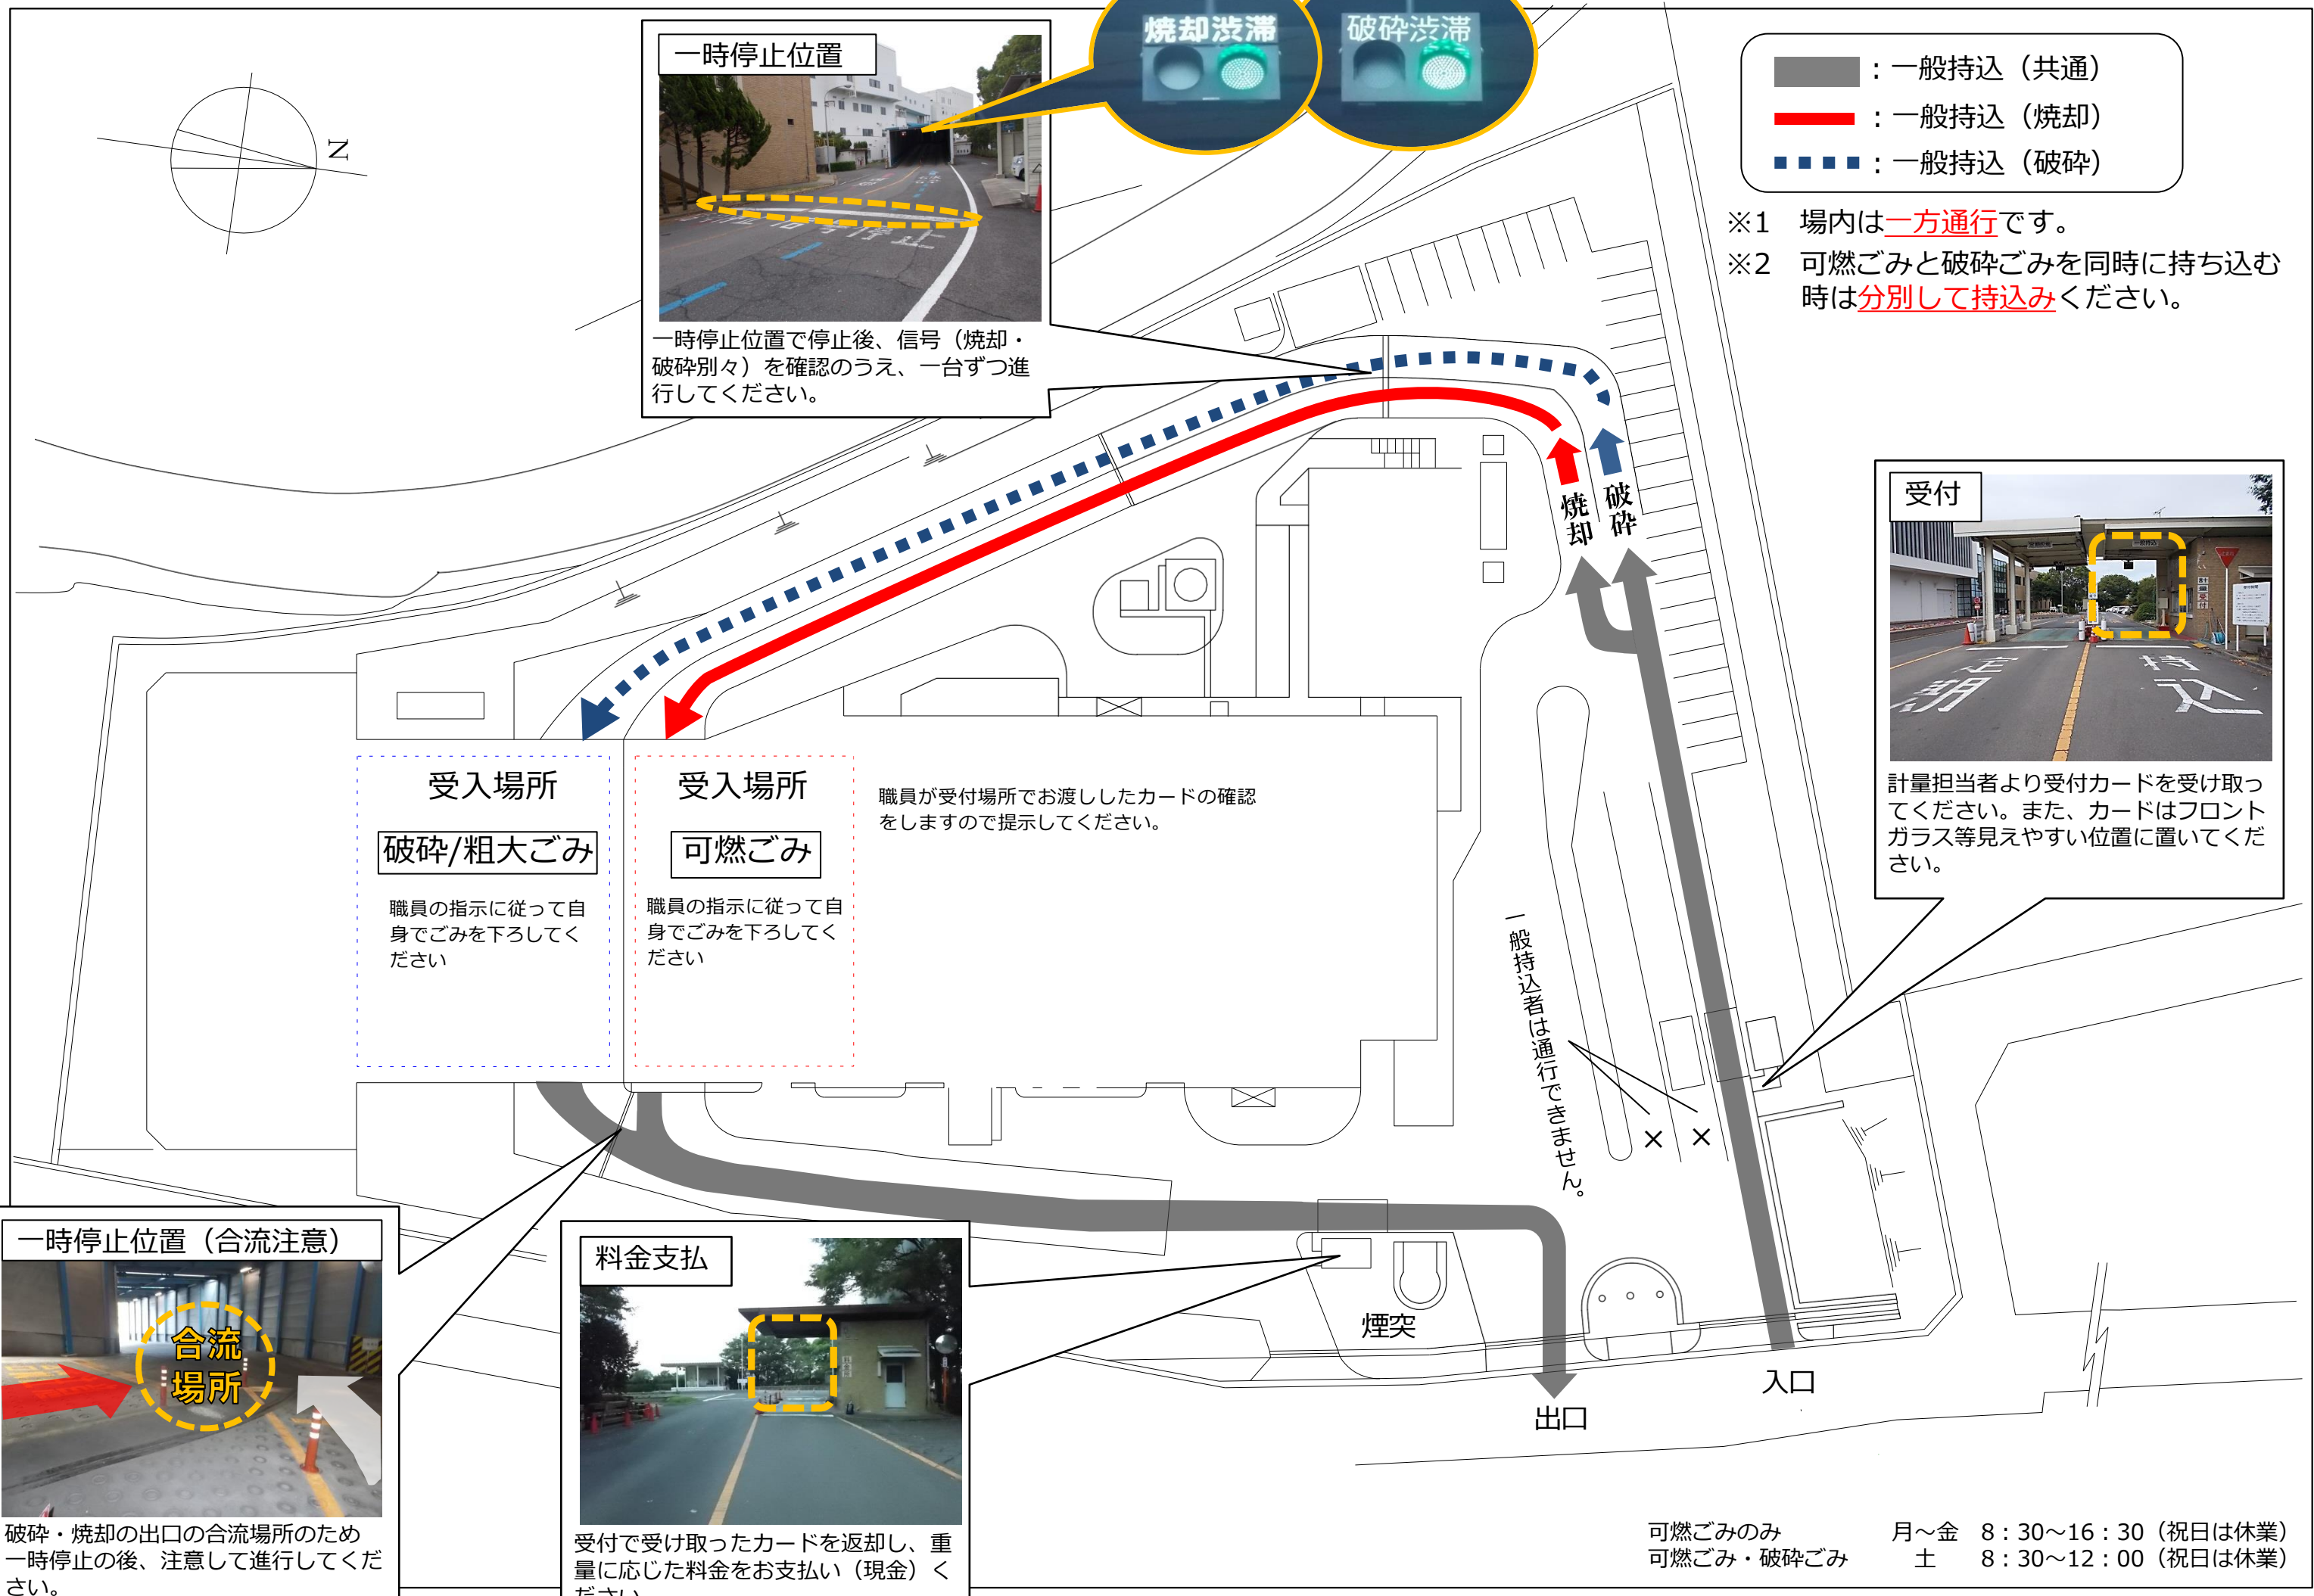 焼却渋滞
破砕渋滞
一時停止位置
一時停止位置で停止後、信号（焼却・
破砕別々）を確認のうえ、一台ずつ進
行してください。
N
：一般持込（共通）
：一般持込（焼却）
：一般持込（破砕）
※1　場内は一方通行です。
※2　可燃ごみと破砕ごみを同時に持ち込む
時は分別して持込みください。
焼却
破砕
受付
持込
計量担当者より受付カードを受け取っ
てください。また、カードはフロント
ガラス等見えやすい位置に置いてくだ
さい。
受入場所
破砕/粗大ごみ
職員の指示に従って自
身でごみを下ろしてく
ださい
受入場所
可燃ごみ
職員の指示に従って自
身でごみを下ろしてく
ださい
職員が受付場所でお渡ししたカードの確認
をしますので提示してください。
一般持込者は通行できません。
× ×
一時停止位置（合流注意）
合流
場所
破砕・焼却の出口の合流場所のため
一時停止の後、注意して進行してくだ
さい。
料金支払
受付で受け取ったカードを返却し、重
量に応じた料金をお支払い（現金）く
ださい
煙突
出口
入口
可燃ごみのみ　月～金　8：30～16：30（祝日は休業）
可燃ごみ・破砕ごみ　土　8：30～12：00（祝日は休業）